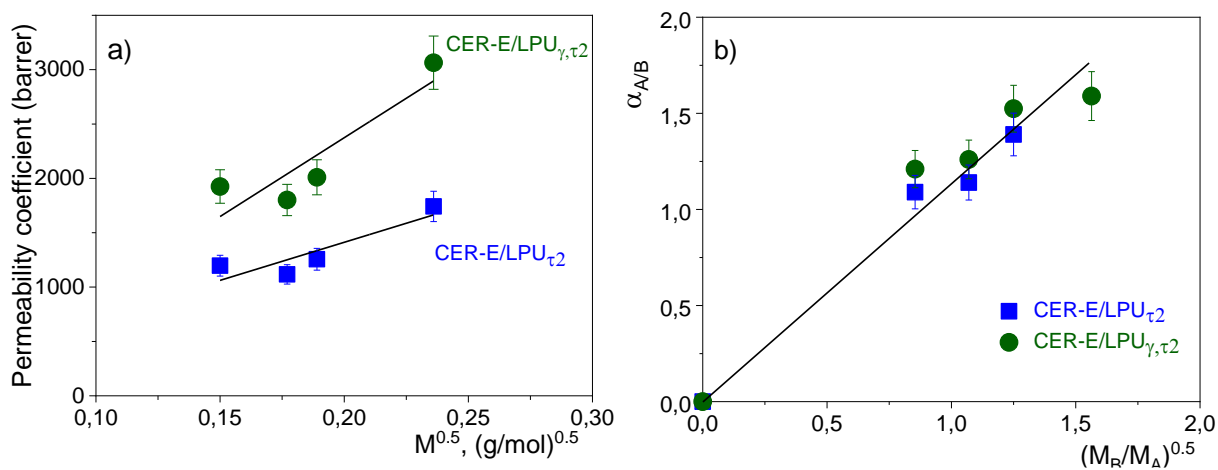 a)
CER-E/LPUγ,τ2
CER-E/LPUτ2
Permeability coefficient (barrer)
3000
2000
1000
0
0,10
0,15
0,20
0,25
0,30
M^0.5, (g/mol)^0.5
b)
αA/B
2,0
1,5
1,0
0,5
0,0
CER-E/LPUτ2
CER-E/LPUγ,τ2
0,0
0,5
1,0
1,5
2,0
(MB/MA)^0.5